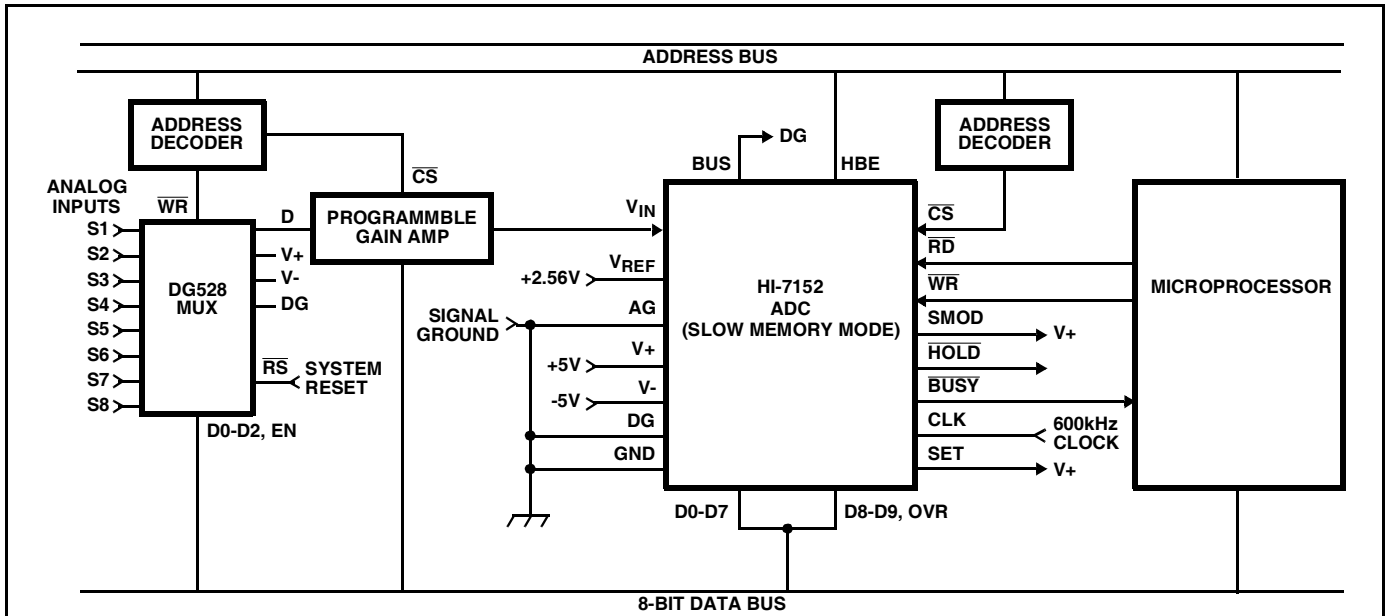 ADDRESS BUS
ADDRESS
DECODER
ADDRESS
DECODER
BUS
DG
HBE
CS
ANALOG
INPUTS
WR
S1
S2
S3
S4
S5
S6
S7
S8
DG528
MUX
D
V+
V-
DG
RS
SYSTEM
RESET
D0-D2, EN
PROGRAMMBLE
GAIN AMP
VIN
VREF
+2.56V
AG
SIGNAL
GROUND
V+
+5V
V-
-5V
DG
GND
HI-7152
ADC
(SLOW MEMORY MODE)
CS
RD
WR
SMOD
V+
HOLD
BUSY
CLK
600kHz
CLOCK
SET
V+
MICROPROCESSOR
D0-D7
D8-D9, OVR
8-BIT DATA BUS